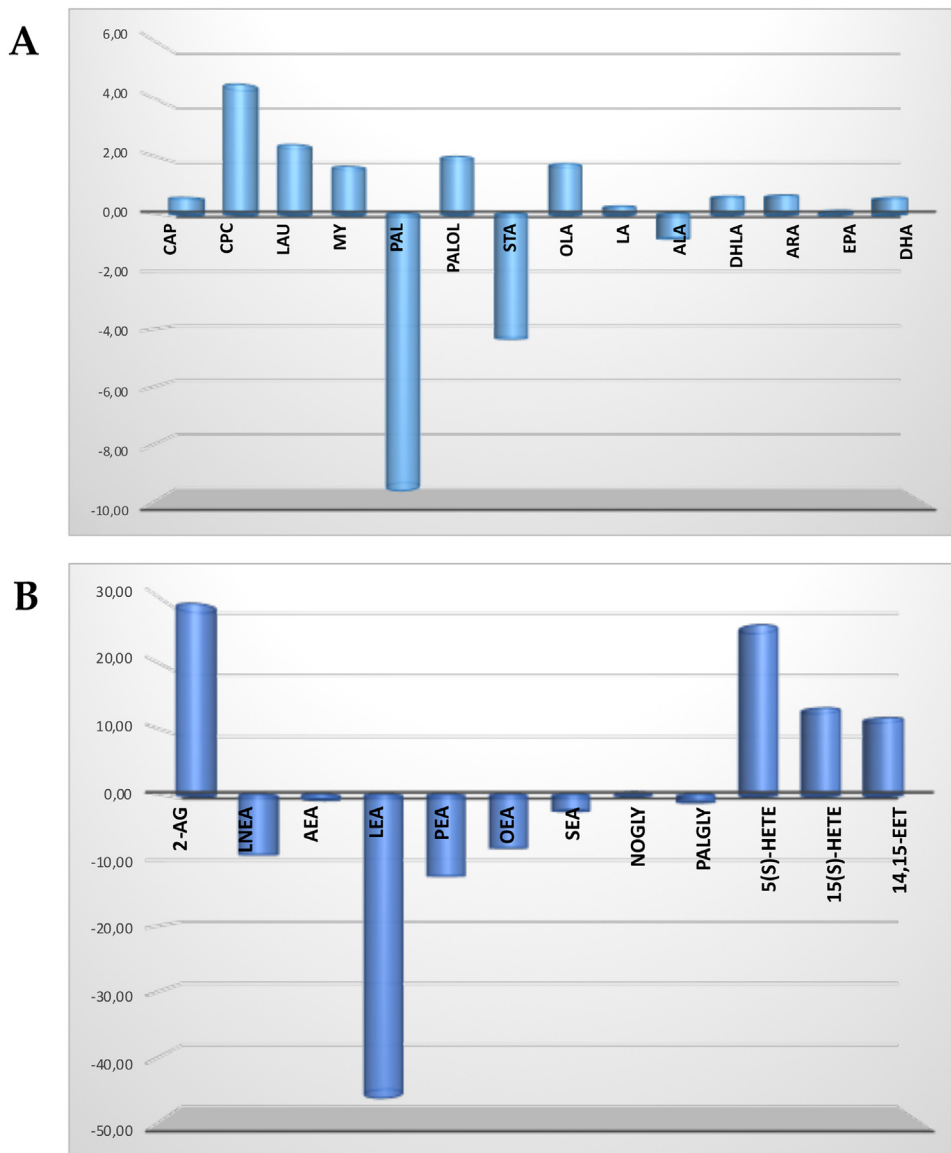 A
6,00
4,00
2,00
0,00
-2,00
-4,00
-6,00
-8,00
-10,00
CAP
CPC
LAU
MY
PAL
PALOL
STA
OLA
LA
ALA
DHLA
ARA
EPA
DHA
B
30,00
20,00
10,00
0,00
-10,00
-20,00
-30,00
-40,00
-50,00
2-AG
LNEA
AEA
LEA
PEA
OEA
SEA
NOGLY
PALGLY
5(S)-HETE
15(S)-HETE
14,15-EET